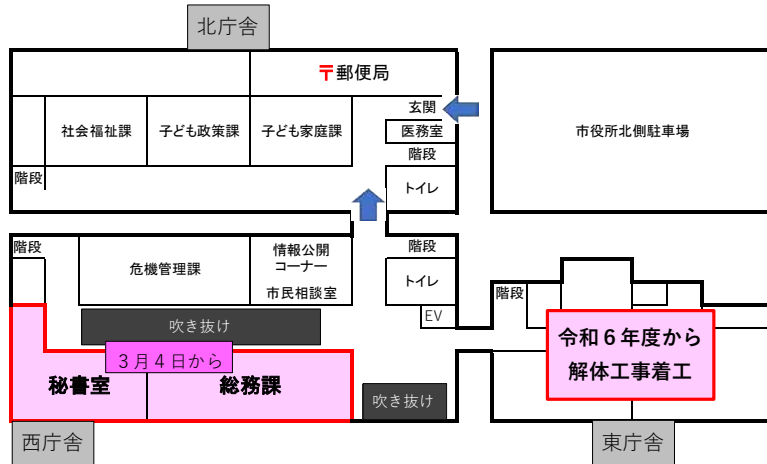 北庁舎
〒郵便局
玄関
社会福祉課
子ども政策課
子ども家庭課
医務室
市役所北側駐車場
階段
階段
トイレ
階段
危機管理課
情報公開
コーナー
市民相談室
階段
トイレ
EV
階段
吹き抜け
3月4日から
秘書室
総務課
吹き抜け
令和6年度から
解体工事着工
西庁舎
東庁舎